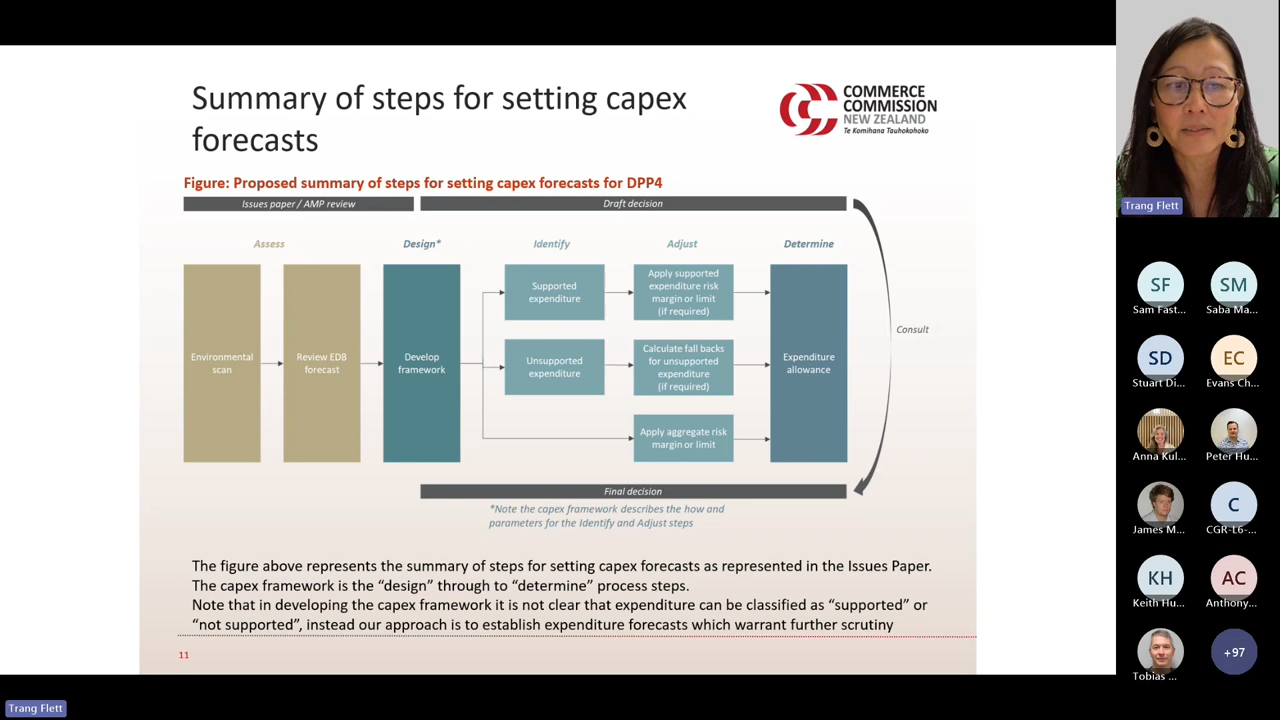 Summary of steps for setting capex
forecasts
COMMERCE
COMMISSION
NEW ZEALAND
Te Komihana Tauhokohoko
Figure: Proposed summary of steps for setting capex forecasts for DPP4
Issues paper / AMP review
Draft decision
Assess
Design*
Identify
Adjust
Determine
Environmental
scan
Review EDB
forecast
Develop
framework
Supported
expenditure
Unsupported
expenditure
Apply supported
expenditure risk
margin or limit
(if required)
Calculate fall backs
for unsupported
expenditure
(if required)
Apply aggregate risk
margin or limit
Expenditure
allowance
Consult
Final decision
*Note the capex framework describes the how and
parameters for the Identify and Adjust steps
The figure above represents the summary of steps for setting capex forecasts as represented in the Issues Paper.
The capex framework is the “design” through to “determine” process steps.
Note that in developing the capex framework it is not clear that expenditure can be classified as “supported” or
“not supported”, instead our approach is to establish expenditure forecasts which warrant further scrutiny
11
Trang Flett
SF
Sam Fast...
SM
Saba Ma...
SD
Stuart Di...
EC
Evans Ch...
Anna Kul...
Peter Hu...
James M...
C
CGR-L6-...
KH
Keith Hu...
AC
Anthony...
Tobias ...
+97
Trang Flett